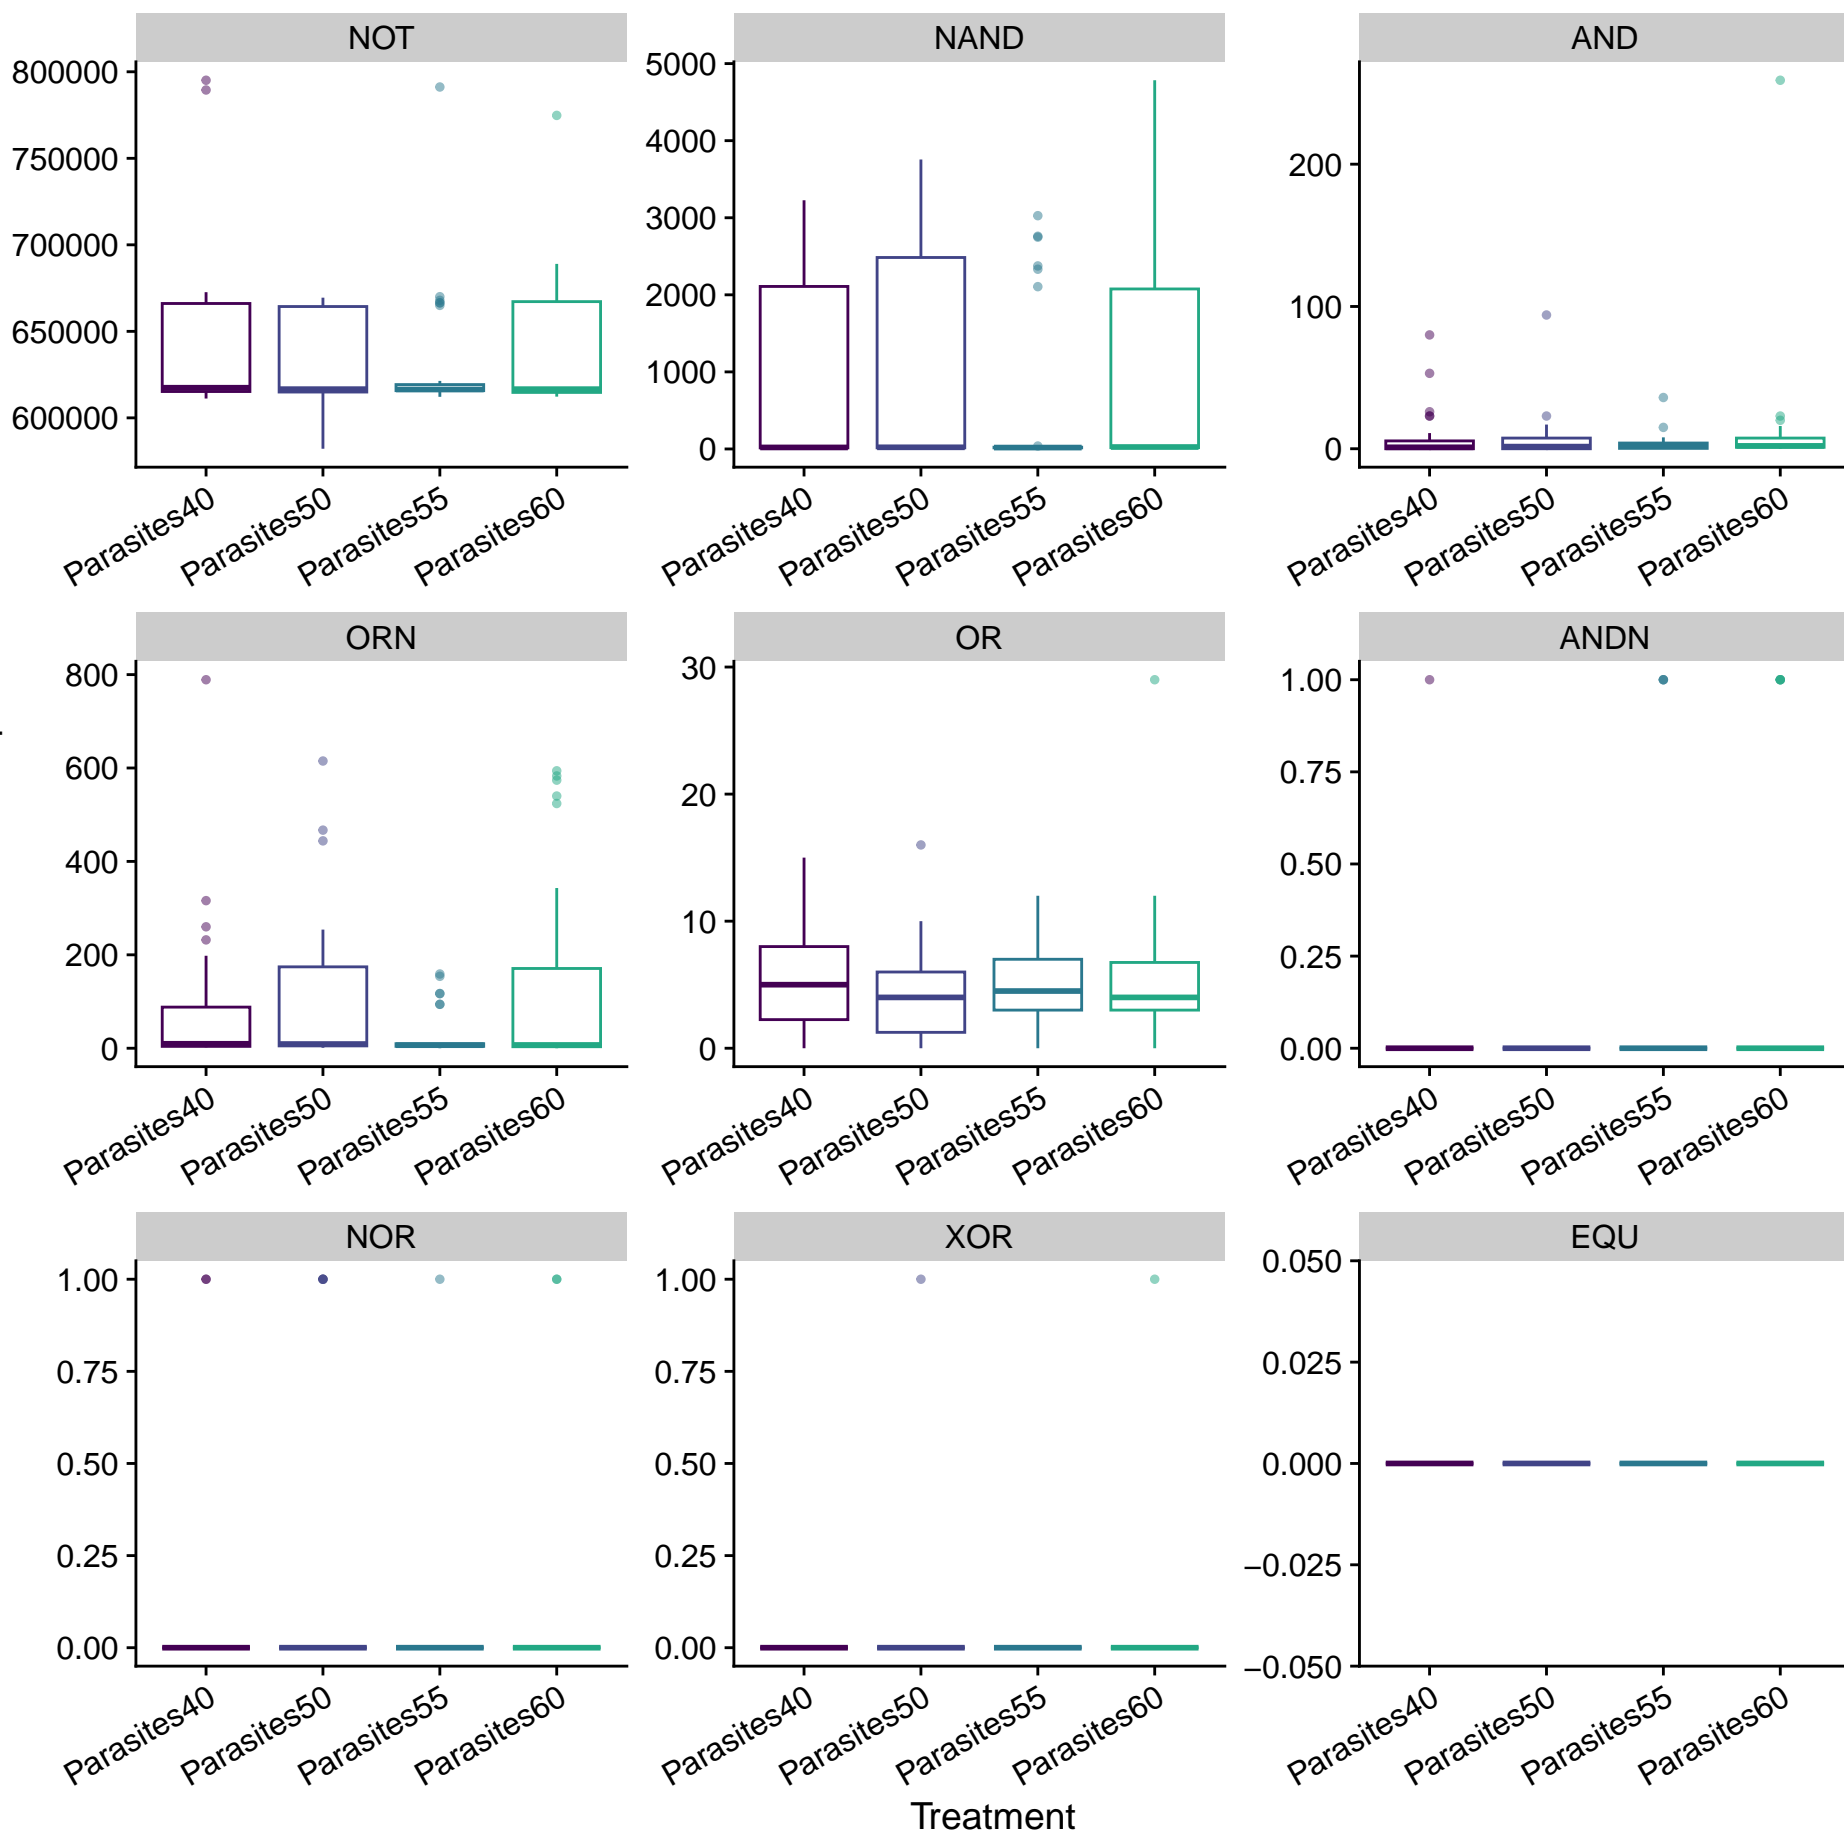 NOT
NAND
AND
800000
750000
700000
650000
600000
5000
4000
3000
2000
1000
0
200
100
0
Parasites40
Parasites50
Parasites55
Parasites60
Parasites40
Parasites50
Parasites55
Parasites60
Parasites40
Parasites50
Parasites55
Parasites60
ORN
OR
ANDN
800
600
400
200
0
30
20
10
0
1.00
0.75
0.50
0.25
0.00
Parasites40
Parasites50
Parasites55
Parasites60
Parasites40
Parasites50
Parasites55
Parasites60
Parasites40
Parasites50
Parasites55
Parasites60
NOR
XOR
EQU
1.00
0.75
0.50
0.25
0.00
1.00
0.75
0.50
0.25
0.00
0.050
0.025
0.000
−0.025
−0.050
Parasites40
Parasites50
Parasites55
Parasites60
Parasites40
Parasites50
Parasites55
Parasites60
Parasites40
Parasites50
Parasites55
Parasites60
Treatment